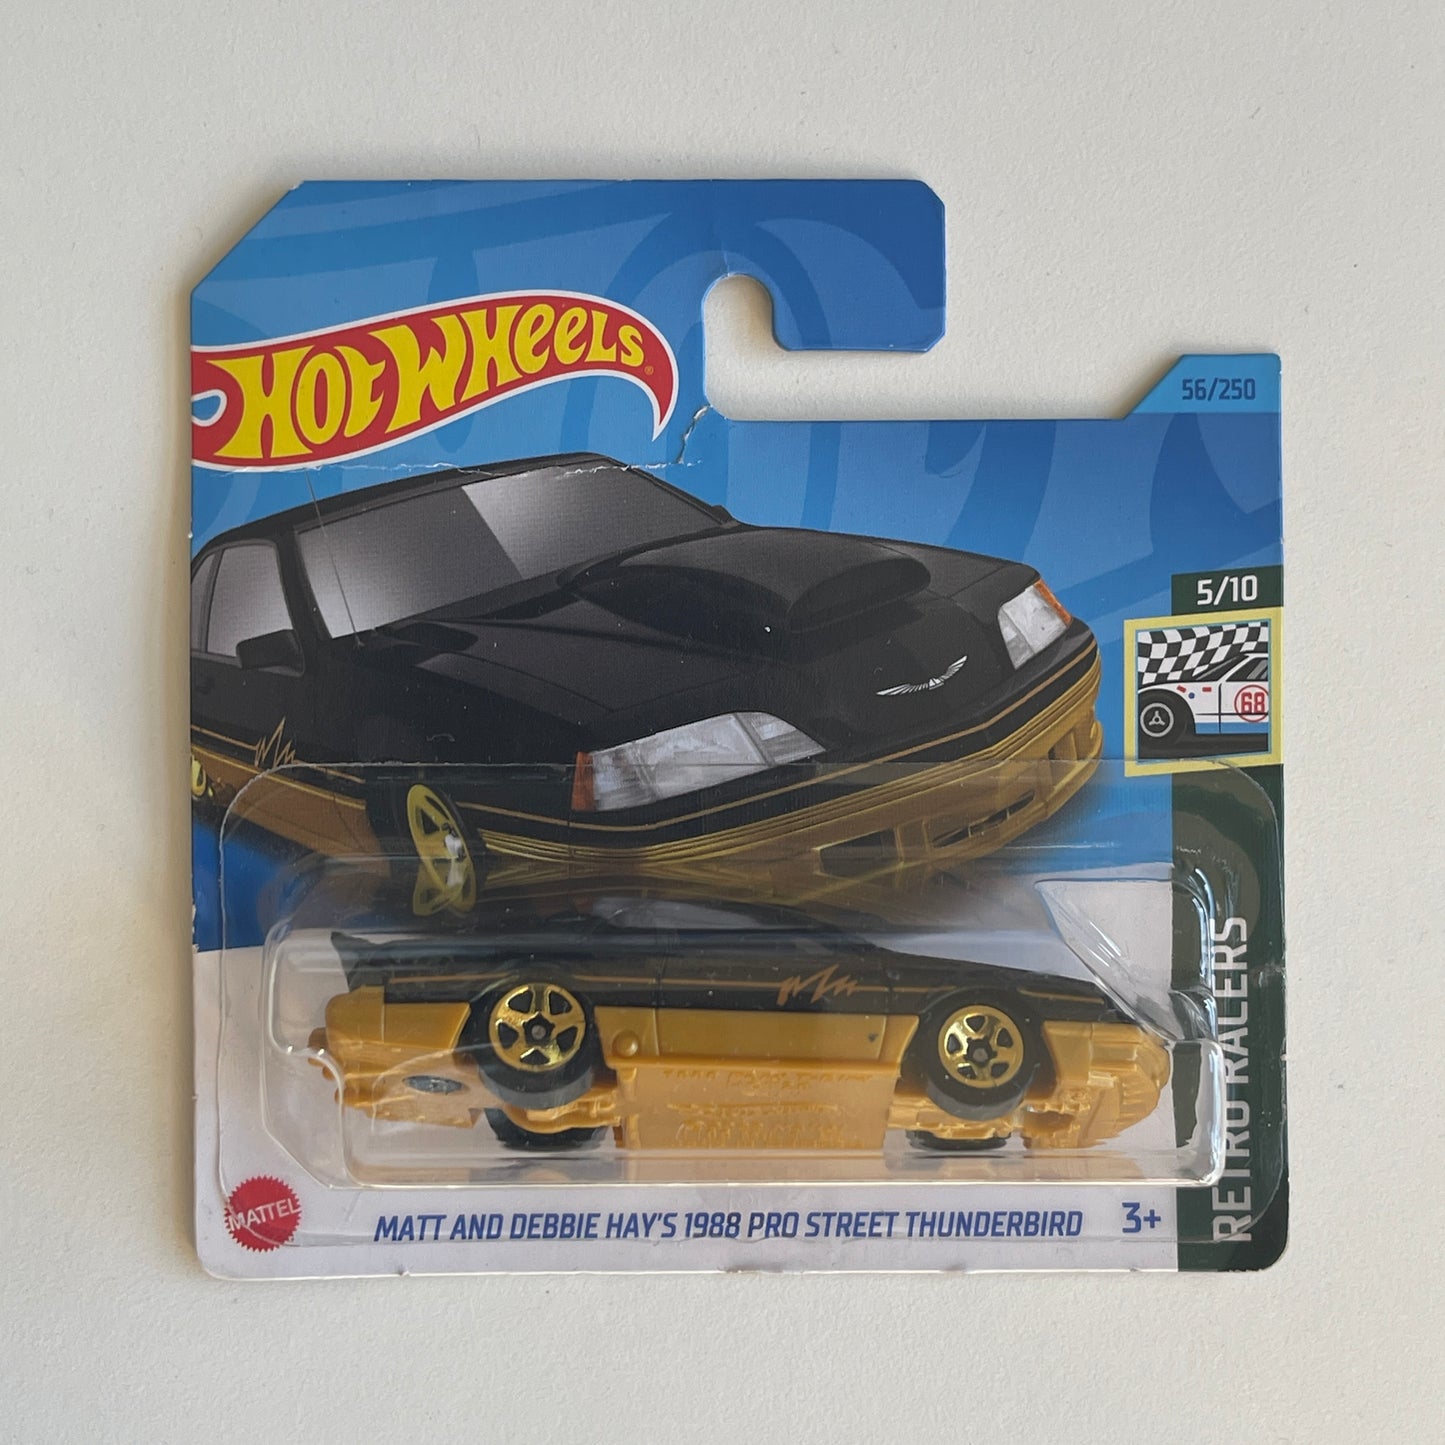 HOT WHEELS®
56/250
5/10
68
RETRO RACERS
MATTEL
MATT AND DEBBIE HAY'S 1988 PRO STREET THUNDERBIRD
3+